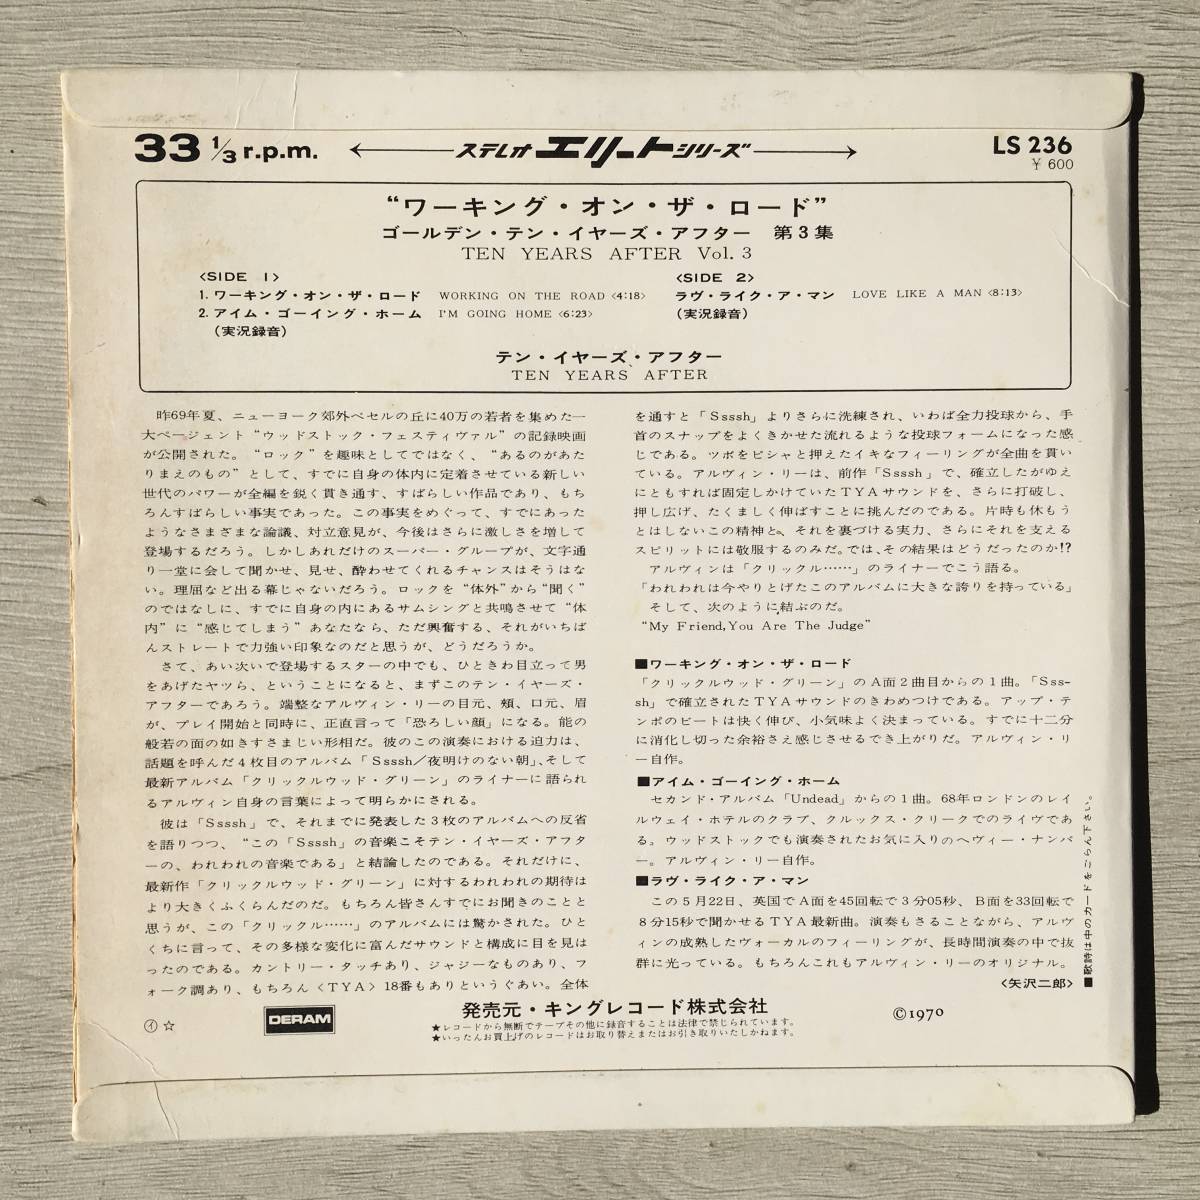 33 1/3 r.p.m. ←ステレオ エリート シリーズ→ LS 236
¥ 600
“ワーキング・オン・ザ・ロード”
ゴールデン・テン・イヤーズ・アフター 第3集
TEN YEARS AFTER Vol. 3
<SIDE 1>
1. ワーキング・オン・ザ・ロード WORKING ON THE ROAD <4:18>
2. アイム・ゴーイング・ホーム I'M GOING HOME <6:23>
(実況録音)
<SIDE 2>
ラヴ・ライク・ア・マン LOVE LIKE A MAN <8:13>
(実況録音)
テン・イヤーズ・アフター
TEN YEARS AFTER
昨69年夏、ニューヨーク郊外ベセルの丘に40万の若者を集めた一
大ページェント“ウッドストック・フェスティヴァル”の記録映画
が公開された。“ロック”を趣味としてではなく、“あるのがあた
りまえのもの”として、すでに自身の体内に定着させている新しい
世代のパワーが全編を鋭く貫き通す、すばらしい作品であり、もち
ろんすばらしい事実であった。この事実をめぐって、すでにあった
ようなさまざまな論議、対立意見が、今後はさらに激しさを増して
登場するだろう。しかしあれだけのスーパー・グループが、文字通
り一堂に会して聞かせ、見せ、酔わせてくれるチャンスはそうはな
い。理屈など出る幕じゃないだろう。ロックを“体外”から“聞く”
のではなしに、すでに自身の内にあるサムシングと共鳴させて“体
内”に“感じてしまう”あなたなら、ただ興奮する、それがいちば
んストレートで力強い印象なのだと思うが、どうだろうか。
さて、あい次いで登場するスターの中でも、ひときわ目立って男
をあげたヤツら、ということになると、まずこのテン・イヤーズ・
アフターであろう。端整なアルヴィン・リーの目元、頬、口元、眉
が、プレイ開始と同時に、正直言って「恐ろしい顔」になる。能の
般若の面の如きすさまじい形相だ。彼のこの演奏における迫力は、
話題を呼んだ4枚目のアルバム「Ssssh/夜明けのない朝」、そして
最新アルバム「クリックルウッド・グリーン」のライナーに語られ
るアルヴィン自身の言葉によって明らかにされる。
彼は「Ssssh」で、それまでに発表した3枚のアルバムへの反省
を語りつつ、“この「Ssssh」の音楽こそテン・イヤーズ・アフタ
ーの、われわれの音楽である」と結論したのである。それだけに、
最新作「クリックルウッド・グリーン」に対するわれわれの期待は
より大きくふくらんだのだ。もちろん皆さんすでにお聞きのことと
思うが、この「クリックル……」のアルバムには驚かされた。ひと
くちに言って、その多様な変化に富んだサウンドと構成に目を見は
ったのである。カントリー・タッチあり、ジャジーなものあり、フ
ォーク調あり、もちろん<TYA>18番もありというぐあい。全体
を通すと「Ssssh」よりさらに洗練され、いわば全力投球から、手
首のスナップをよくきかせた流れるような投球フォームになった感
じである。ツボをピシャと押えたイキなフィーリングが全曲を貫い
ている。アルヴィン・リーは、前作「Ssssh」で、確立したがゆえ
にともすれば固定しかけていたTYAサウンドを、さらに打破し、
押し広げ、たくましく伸ばすことに挑んだのである。片時も休もう
とはしないこの精神と、それを裏づける実力、さらにそれを支える
スピリットには敬服するのみだ。では、その結果はどうだったのか!?
アルヴィンは「クリックル……」のライナーでこう語る。
「われわれは今やりとげたこのアルバムに大きな誇りを持っている」
そして、次のように結ぶのだ。
“My Friend, You Are The Judge”
■ワーキング・オン・ザ・ロード
「クリックルウッド・グリーン」のA面2曲目からの1曲。「Sss-
sh」で確立されたTYAサウンドのきわめつけである。アップ・テ
ンポのビートは快く伸び、小気味よく決まっている。すでに十二分
に消化し切った余裕さえ感じさせるでき上がりだ。アルヴィン・リ
ー自作。
■アイム・ゴーイング・ホーム
セカンド・アルバム「Undead」からの1曲。68年ロンドンのレイ
ルウェイ・ホテルのクラブ、クルックス・クリークでのライヴであ
る。ウッドストックでも演奏されたお気に入りのヘヴィー・ナンバ
ー。アルヴィン・リー自作。
■ラヴ・ライク・ア・マン
この5月22日、英国でA面を45回転で3分05秒、B面を33回転で
8分15秒で聞かせるTYA最新曲。演奏もさることながら、アルヴ
ィンの成熟したヴォーカルのフィーリングが、長時間演奏の中で抜
群に光っている。もちろんこれもアルヴィン・リーのオリジナル。
<矢沢二郎>
■歌詩は中のカードをごらん下さい。
㋑☆ DERAM
発売元・キングレコード株式会社
★レコードから無断でテープその他に録音することは法律で禁じられています。
★いったんお買上げのレコードはお取り替えまたはお引き取りいたしかねます。
©1970